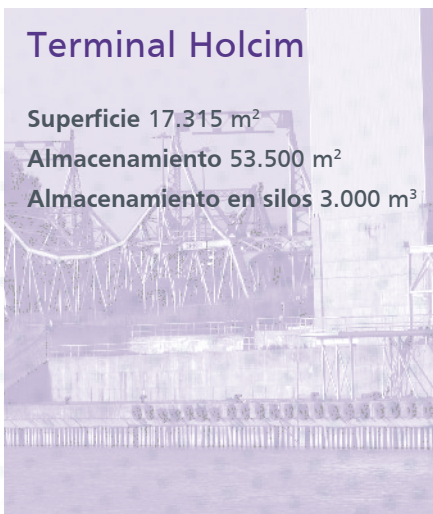 Terminal Holcim
Superficie 17.315 m²
Almacenamiento 53.500 m²
Almacenamiento en silos 3.000 m³